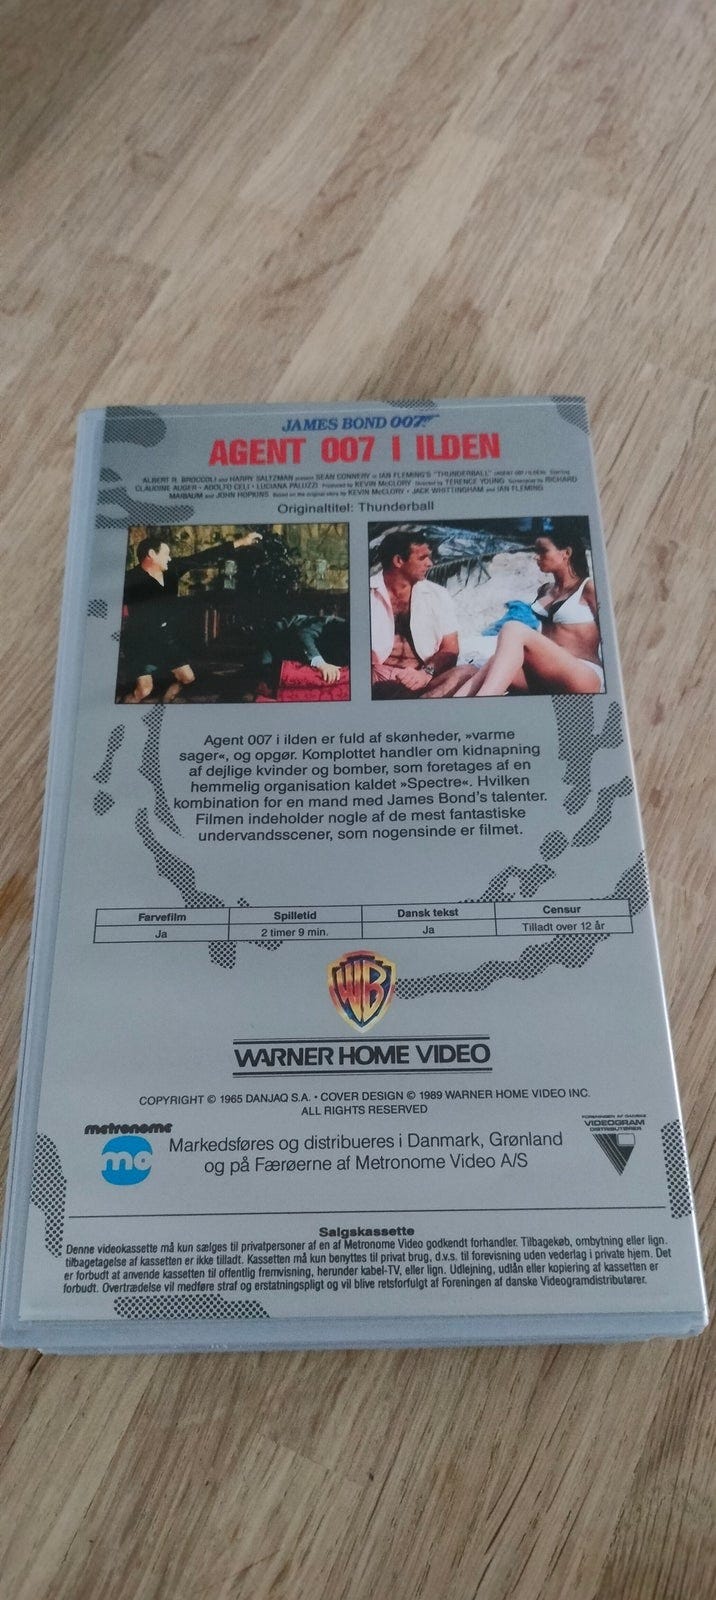 JAMES BOND 007
AGENT 007 I ILDEN
ALBERT R. BROCCOLI and HARRY SALTZMAN present SEAN CONNERY in IAN FLEMING'S "THUNDERBALL" (AGENT 007 I ILDEN) Starring
CLAUDINE AUGER • ADOLFO CELI • LUCIANA PALUZZI Produced by KEVIN McCLORY Directed by TERENCE YOUNG Screenplay by RICHARD
MAIBAUM and JOHN HOPKINS Based on the original story by KEVIN McCLORY • JACK WHITTINGHAM and IAN FLEMING
Originaltitel: Thunderball
Agent 007 i ilden er fuld af skønheder, »varme
sager«, og opgør. Komplottet handler om kidnapning
af dejlige kvinder og bomber, som foretages af en
hemmelig organisation kaldet »Spectre«. Hvilken
kombination for en mand med James Bond's talenter.
Filmen indeholder nogle af de mest fantastiske
undervandsscener, som nogensinde er filmet.
Farvefilm Spilletid Dansk tekst Censur
Ja 2 timer 9 min. Ja Tilladt over 12 år
WB
WARNER HOME VIDEO
COPYRIGHT © 1965 DANJAQ S.A. • COVER DESIGN © 1989 WARNER HOME VIDEO INC.
ALL RIGHTS RESERVED
metronome
mo
Markedsføres og distribueres i Danmark, Grønland
og på Færøerne af Metronome Video A/S
FORENINGEN AF DANSKE
VIDEOGRAM
DISTRIBUTØRER
Salgskassette
Denne videokassette må kun sælges til privatpersoner af en af Metronome Video godkendt forhandler. Tilbagekøb, ombytning eller lign.
tilbagetagelse af kassetten er ikke tilladt. Kassetten må kun benyttes til privat brug, d.v.s. til forevisning uden vederlag i private hjem. Det
er forbudt at anvende kassetten til offentlig fremvisning, herunder kabel-TV, eller lign. Udlejning, udlån eller kopiering af kassetten er
forbudt. Overtrædelse vil medføre straf og erstatningspligt og vil blive retsforfulgt af Foreningen af danske Videogramdistributører.